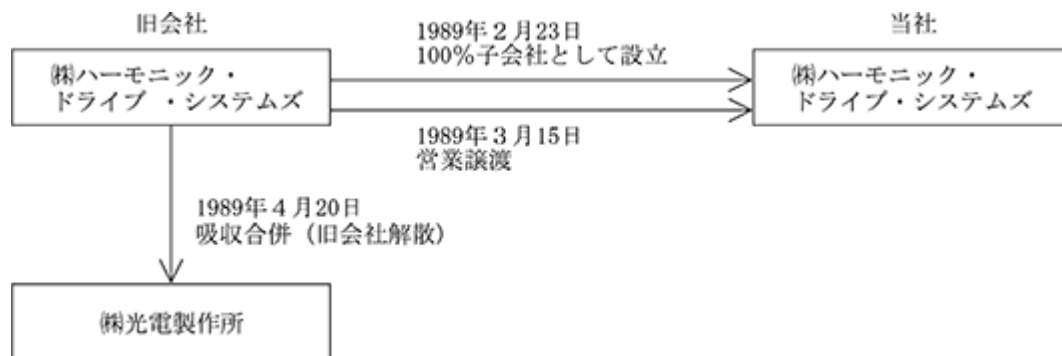 旧会社
当社
1989年2月23日
100%子会社として設立
㈱ハーモニック・
ドライブ ・システムズ
㈱ハーモニック・
ドライブ・システムズ
1989年3月15日
営業譲渡
1989年4月20日
吸収合併（旧会社解散）
㈱光電製作所